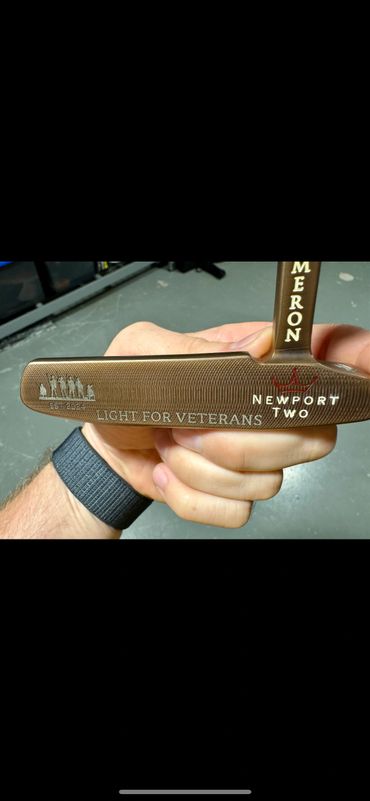 MERON
EST. 2024
LIGHT FOR VETERANS
NEWPORT
TWO